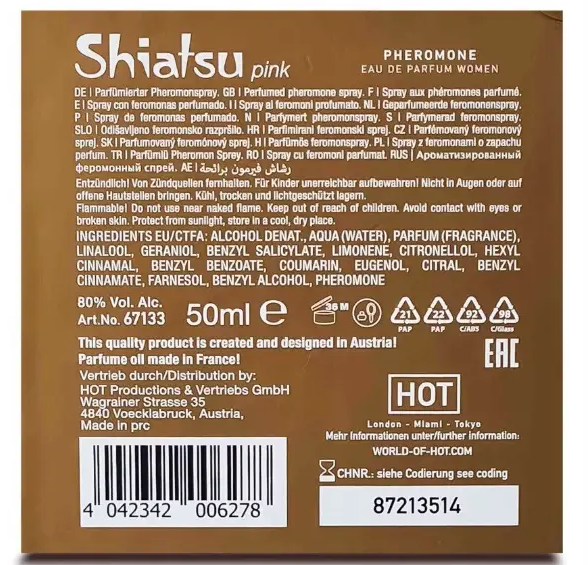 Shiatsu pink
PHEROMONE
EAU DE PARFUM WOMEN
DE | Parfümierter Pheromonspray. GB | Perfumed pheromone spray. F | Spray aux phéromones parfumé.
E | Spray con feromonas perfumado. I | Spray ai feromoni profumato. NL | Geparfumeerde feromonenspray.
P | Spray de feromonas perfumado. N | Parfymert pheromonspray. S | Parfymerad feromonspray.
SLO | Odišavljeno feromonsko razpršilo. HR | Parfimirani feromonski sprej. CZ | Parfémovaný feromonový
sprej. SK | Parfumovaný feromónový sprej. H | Parfümös feromonspray. PL | Spray z feromonami o zapachu
perfum. TR | Parfümlü Pheromon Sprey. RO | Spray cu feromoni parfumat. RUS | Ароматизированный
феромонный спрей. AE | رشاش فيرمون برائحة
Entzündlich! Von Zündquellen fernhalten. Für Kinder unerreichbar aufbewahren! Nicht in Augen oder auf
offene Hautstellen bringen. Kühl, trocken und lichtgeschützt lagern.
Flammable! Do not use near naked flame. Keep out of reach of children. Avoid contact with eyes or
broken skin. Protect from sunlight, store in a cool, dry place.
INGREDIENTS EU/CTFA: ALCOHOL DENAT., AQUA (WATER), PARFUM (FRAGRANCE),
LINALOOL, GERANIOL, BENZYL SALICYLATE, LIMONENE, CITRONELLOL, HEXYL
CINNAMAL, BENZYL BENZOATE, COUMARIN, EUGENOL, CITRAL, BENZYL
CINNAMATE, FARNESOL, BENZYL ALCOHOL, PHEROMONE
80% Vol. Alc.
Art.No. 67133
50ml e
36 M
21 PAP
22 PAP
92 C/ABS
98 C/Glass
This quality product is created and designed in Austria!
Parfume oil made in France!
EAC
Vertrieb durch/Distribution by:
HOT Productions & Vertriebs GmbH
Wagrainer Strasse 35
4840 Voecklabruck, Austria,
Made in prc
HOT
London - Miami - Tokyo
Mehr Informationen unter/further information:
WORLD-OF-HOT.COM
CHNR.: siehe Codierung see coding
87213514
4 042342 006278